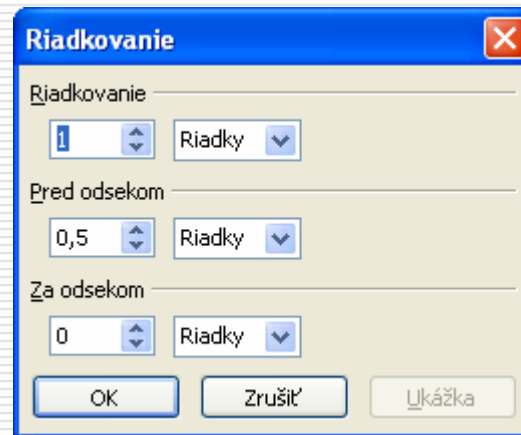 Riadkovanie
Riadkovanie
1 Riadky
Pred odsekom
0,5 Riadky
Za odsekom
0 Riadky
OK Zrušiť Ukážka